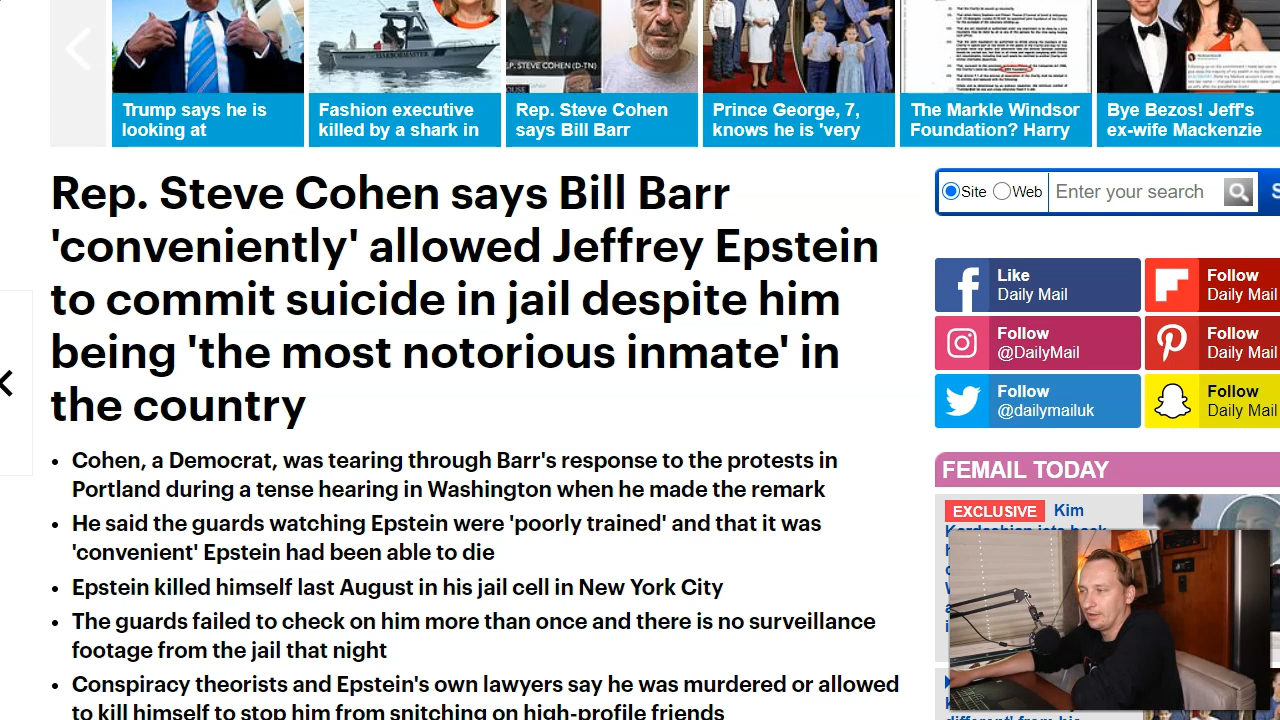 HARBORMASTER
P. STEVE COHEN (D-TN)
Trump says he is
looking at
Fashion executive
killed by a shark in
Rep. Steve Cohen
says Bill Barr
Prince George, 7,
knows he is 'very
The Markle Windsor
Foundation? Harry
Bye Bezos! Jeff's
ex-wife Mackenzie
Rep. Steve Cohen says Bill Barr
'conveniently' allowed Jeffrey Epstein
to commit suicide in jail despite him
being 'the most notorious inmate' in
the country
Cohen, a Democrat, was tearing through Barr's response to the protests in
Portland during a tense hearing in Washington when he made the remark
He said the guards watching Epstein were 'poorly trained' and that it was
'convenient' Epstein had been able to die
Epstein killed himself last August in his jail cell in New York City
The guards failed to check on him more than once and there is no surveillance
footage from the jail that night
Conspiracy theorists and Epstein's own lawyers say he was murdered or allowed
to kill himself to stop him from snitching on high-profile friends
Site Web Enter your search S
Like
Daily Mail
Follow
Daily Mail
Follow
@DailyMail
Follow
Daily Mail
Follow
@dailymailuk
Follow
Daily Mail
FEMAIL TODAY
EXCLUSIVE Kim